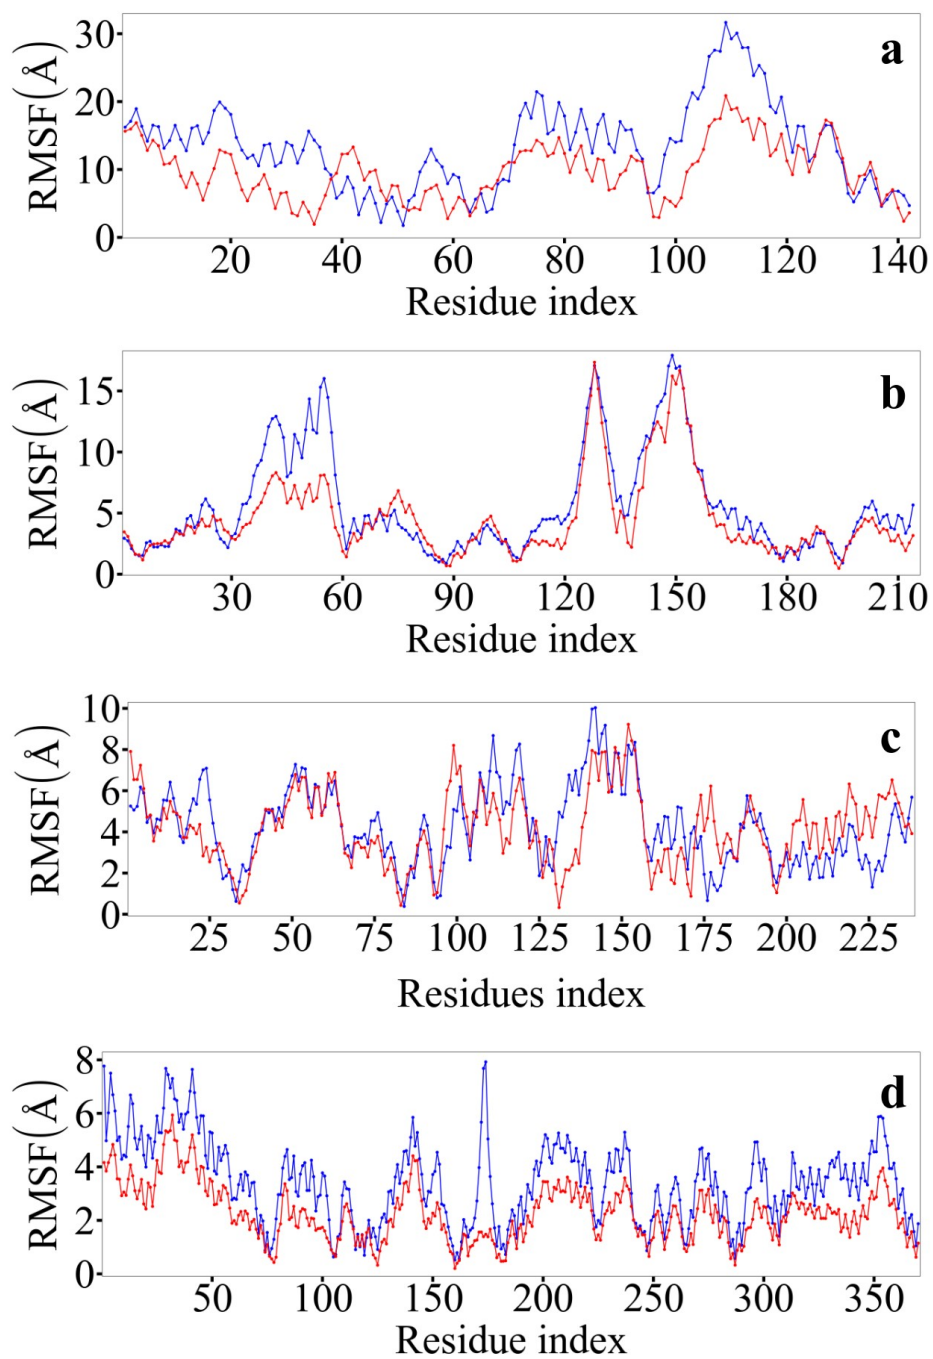 a
RMSF(Å)
30
20
10
0
20 40 60 80 100 120 140
Residue index
b
RMSF(Å)
15
10
5
0
30 60 90 120 150 180 210
Residue index
c
RMSF(Å)
10
8
6
4
2
0
25 50 75 100 125 150 175 200 225
Residues index
d
RMSF(Å)
8
6
4
2
0
50 100 150 200 250 300 350
Residue index